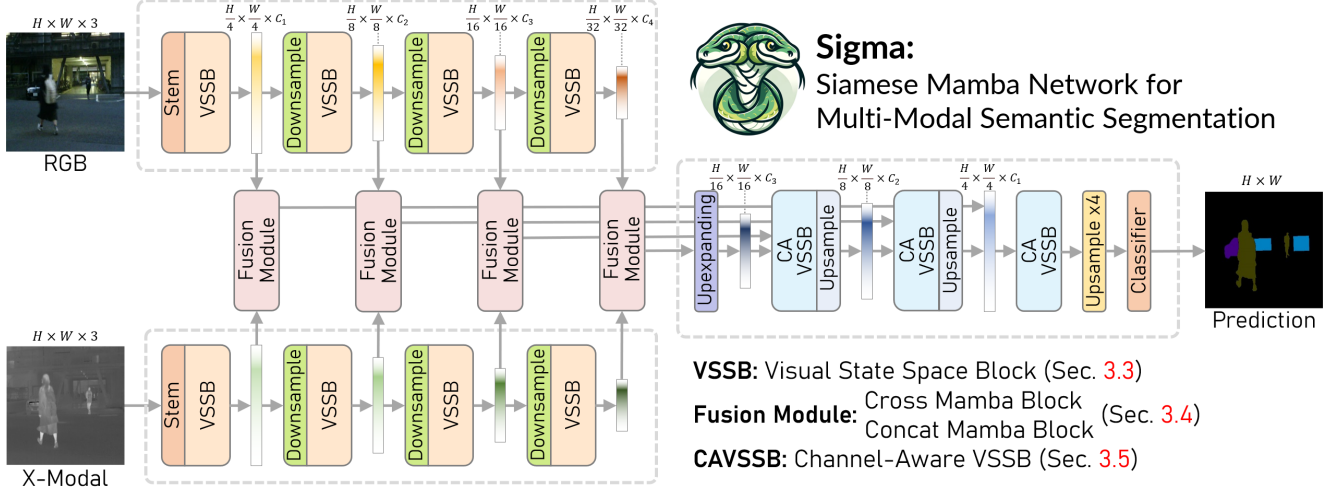 H × W × 3
RGB
Stem
VSSB
H/4 × W/4 × C₁
Downsample
VSSB
H/8 × W/8 × C₂
Downsample
VSSB
H/16 × W/16 × C₃
Downsample
VSSB
H/32 × W/32 × C₄
Sigma:
Siamese Mamba Network for
Multi-Modal Semantic Segmentation
Fusion
Module
Fusion
Module
Fusion
Module
Fusion
Module
Upexpanding
H/16 × W/16 × C₃
CA
VSSB
Upsample
H/8 × W/8 × C₂
CA
VSSB
Upsample
H/4 × W/4 × C₁
CA
VSSB
Upsample x4
Classifier
H × W
Prediction
H × W × 3
X-Modal
Stem
VSSB
Downsample
VSSB
Downsample
VSSB
Downsample
VSSB
VSSB: Visual State Space Block (Sec. 3.3)
Fusion Module: Cross Mamba Block
Concat Mamba Block (Sec. 3.4)
CAVSSB: Channel-Aware VSSB (Sec. 3.5)